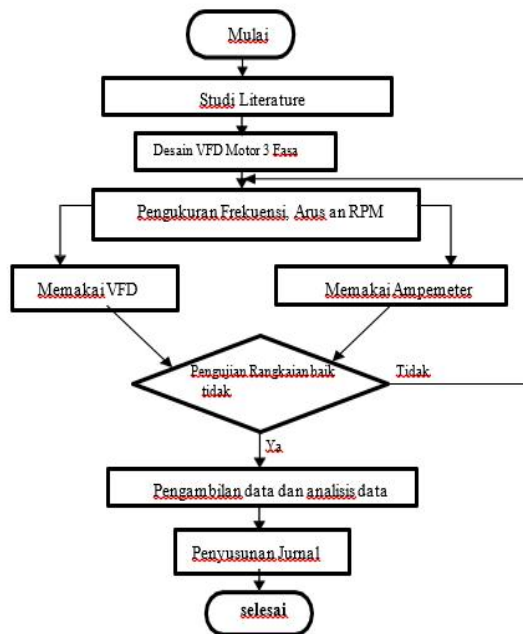 Mulai
Studi Literature
Desain VFD Motor 3 Fasa
Pengukuran Frekuensi, Arus an RPM
Memakai VFD
Memakai Ampemeter
Pengujian Rangkaian baik
tidak
Tidak
Ya
Pengambilan data dan analisis data
Penyusunan Jurnal
selesai